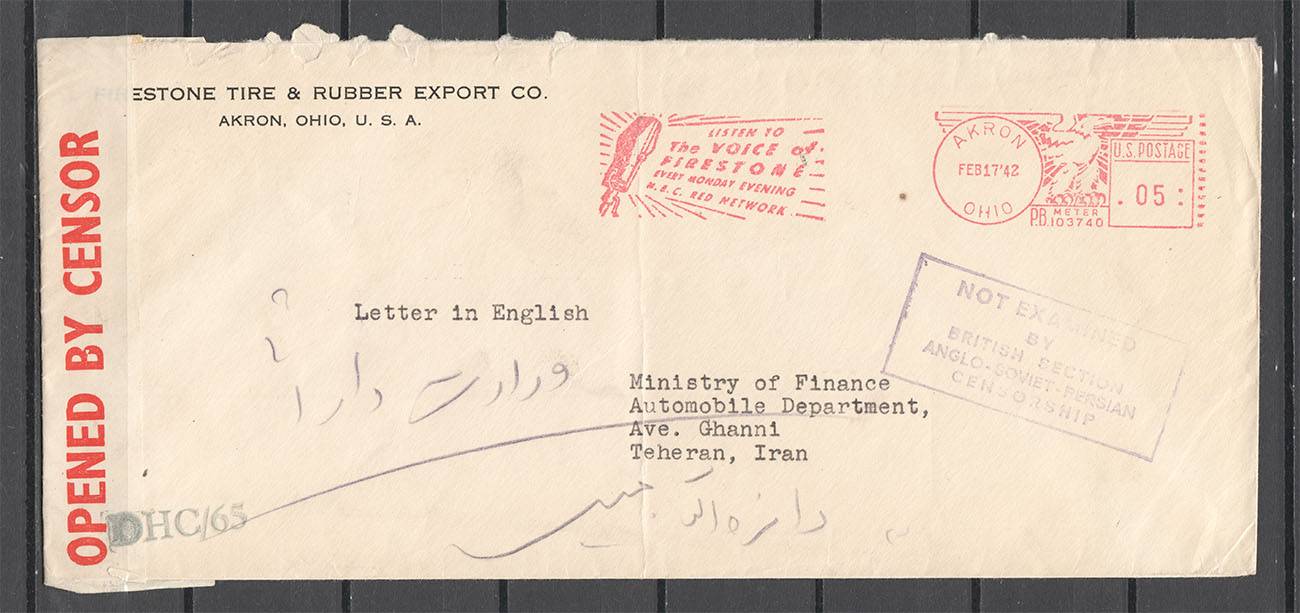 OPENED BY CENSOR
ESTONE TIRE & RUBBER EXPORT CO.
AKRON, OHIO, U. S. A.
LISTEN TO
The VOICE of
FIRESTONE
EVERY MONDAY EVENING
N.B.C. RED NETWORK
AKRON
FEB17'42
OHIO
U.S. POSTAGE
.05:
P.B. METER
103740
NOT EXAMINED
BY
BRITISH SECTION
ANGLO-SOVIET-PERSIAN
CENSORSHIP
Letter in English
وزارت دارائی
Ministry of Finance
Automobile Department,
Ave. Ghanni
Teheran, Iran
DHC/65
دائره